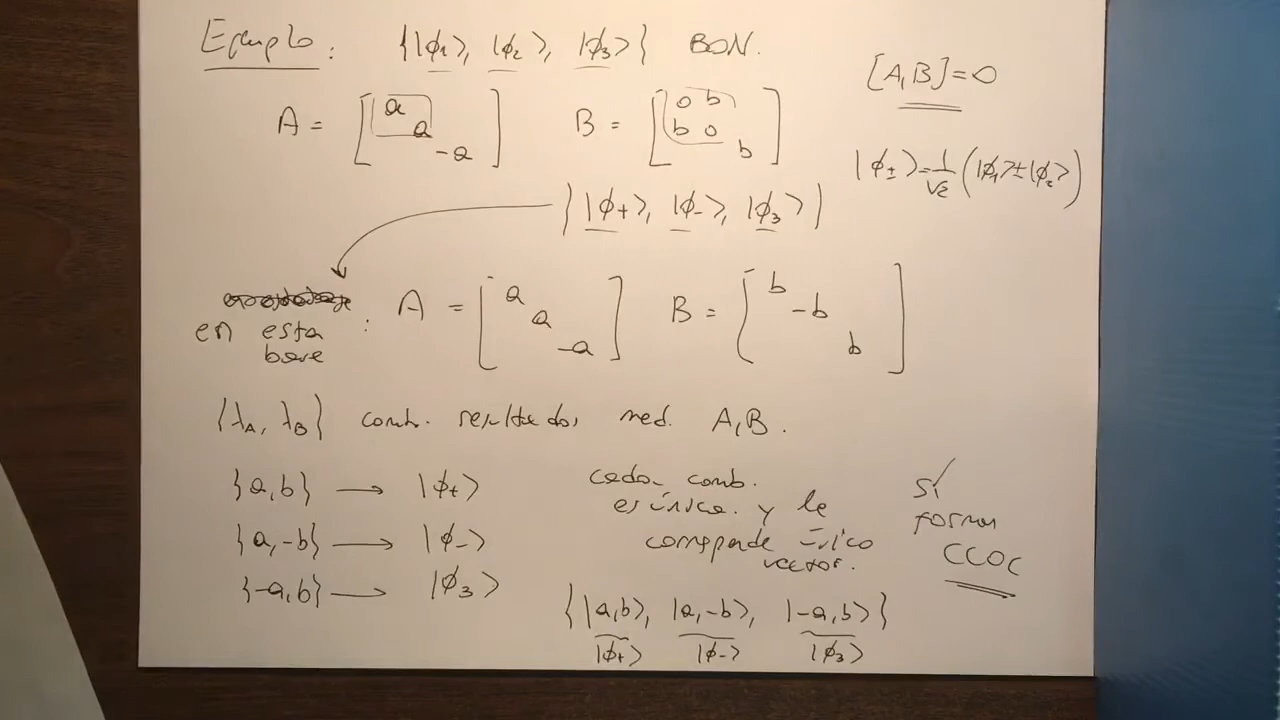 Ejemplo: {|ϕ₁>, |ϕ₂>, |ϕ₃>} BON.
[A,B]=0
A = [a a -a] B = [0 b b 0 b]
|ϕ±>=1/√2(|ϕ₁>±|ϕ₂>)
{|ϕ+>, |ϕ->, |ϕ₃>}
en esta base : A = [a a -a] B = [b -b b]
{λA, λB} comb. resultados med. A,B.
{a,b} → |ϕ+>
{a,-b} → |ϕ->
{-a,b} → |ϕ₃>
cada comb.
es única. y le
corresponde único
vector.
sí
forman
CCOC
{|a,b>, |a,-b>, |-a,b>}
|ϕ+> |ϕ-> |ϕ₃>